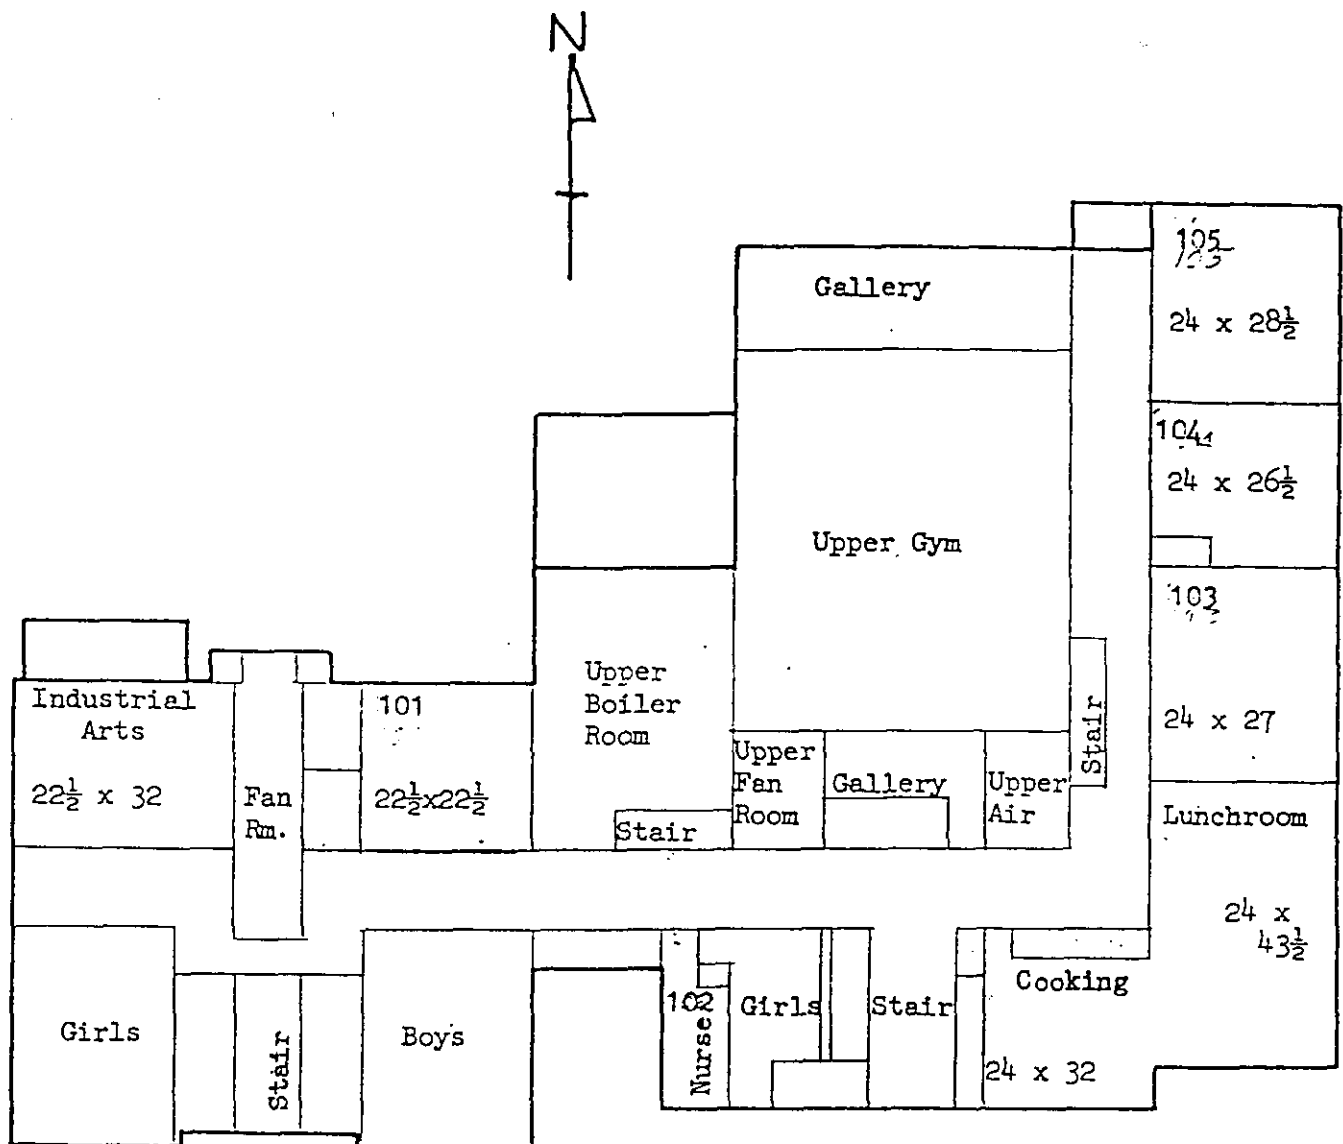 N
105
Gallery
24 x 28½
104
24 x 26½
Upper Gym
103
Upper
Boiler
Room
Industrial
Arts
101
24 x 27
Stair
22½ x 32
Fan
Rm.
22½x22½
Stair
Upper
Fan
Room
Gallery
Upper
Air
Lunchroom
24 x
43½
Girls
Stair
Boys
102
Nurse
Girls
Stair
Cooking
24 x 32